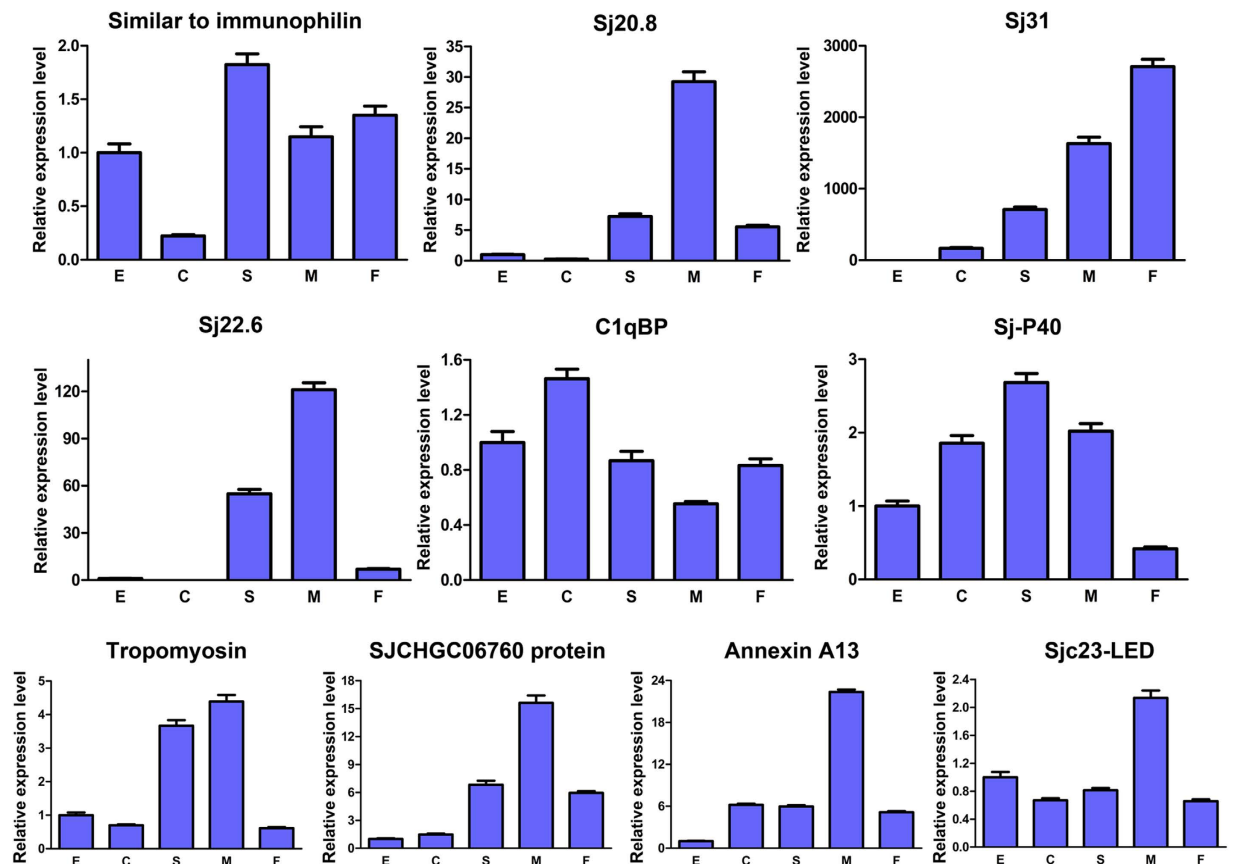 Similar to immunophilin
Relative expression level
2.0
1.5
1.0
0.5
0.0
E C S M F
Sj20.8
Relative expression level
35
30
25
20
15
10
5
0
E C S M F
Sj31
Relative expression level
3000
2000
1000
0
E C S M F
Sj22.6
Relative expression level
120
90
60
30
0
E C S M F
C1qBP
Relative expression level
1.6
1.2
0.8
0.4
0.0
E C S M F
Sj-P40
Relative expression level
3
2
1
0
E C S M F
Tropomyosin
Relative expression level
5
4
3
2
1
0
E C S M F
SJCHGC06760 protein
Relative expression level
18
15
12
9
6
3
0
E C S M F
Annexin A13
Relative expression level
24
18
12
6
0
E C S M F
Sjc23-LED
Relative expression level
2.4
2.0
1.6
1.2
0.8
0.4
0.0
E C S M F